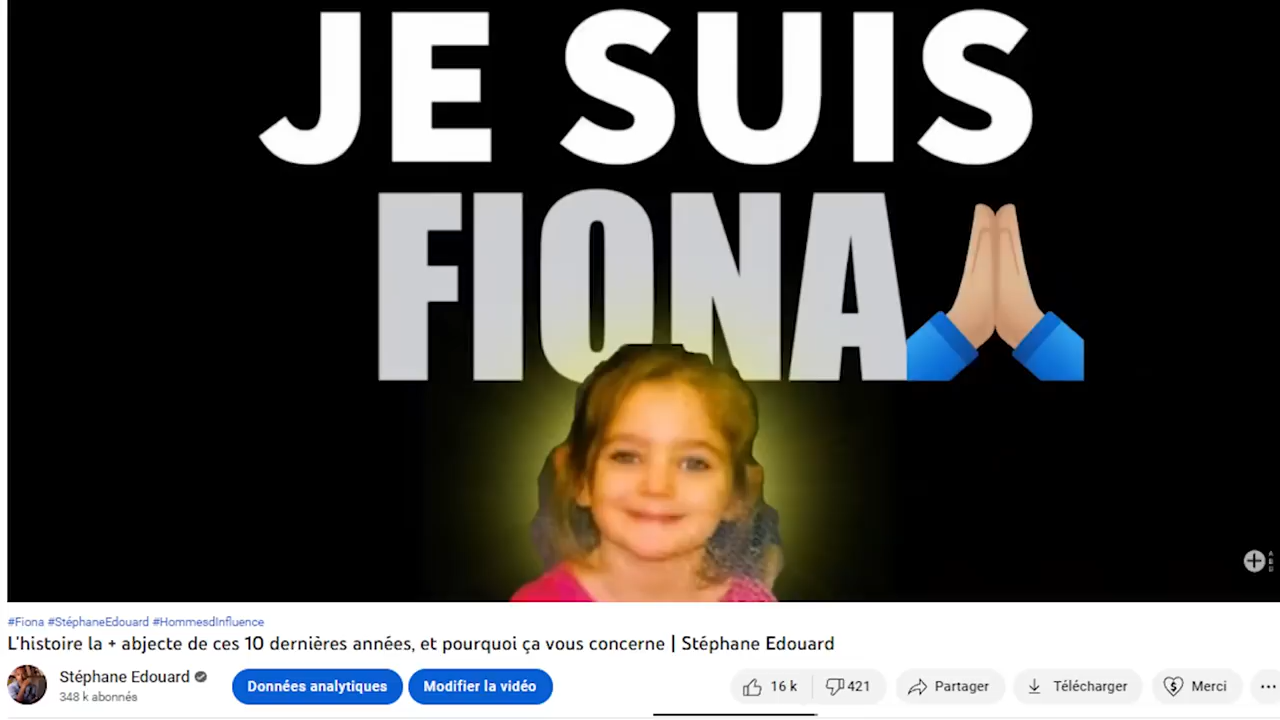 JE SUIS
FIONA
#Fiona #StéphaneEdouard #HommesdInfluence
L'histoire la + abjecte de ces 10 dernières années, et pourquoi ça vous concerne | Stéphane Edouard
Stéphane Edouard
348 k abonnés
Données analytiques
Modifier la vidéo
16 k
421
Partager
Télécharger
Merci